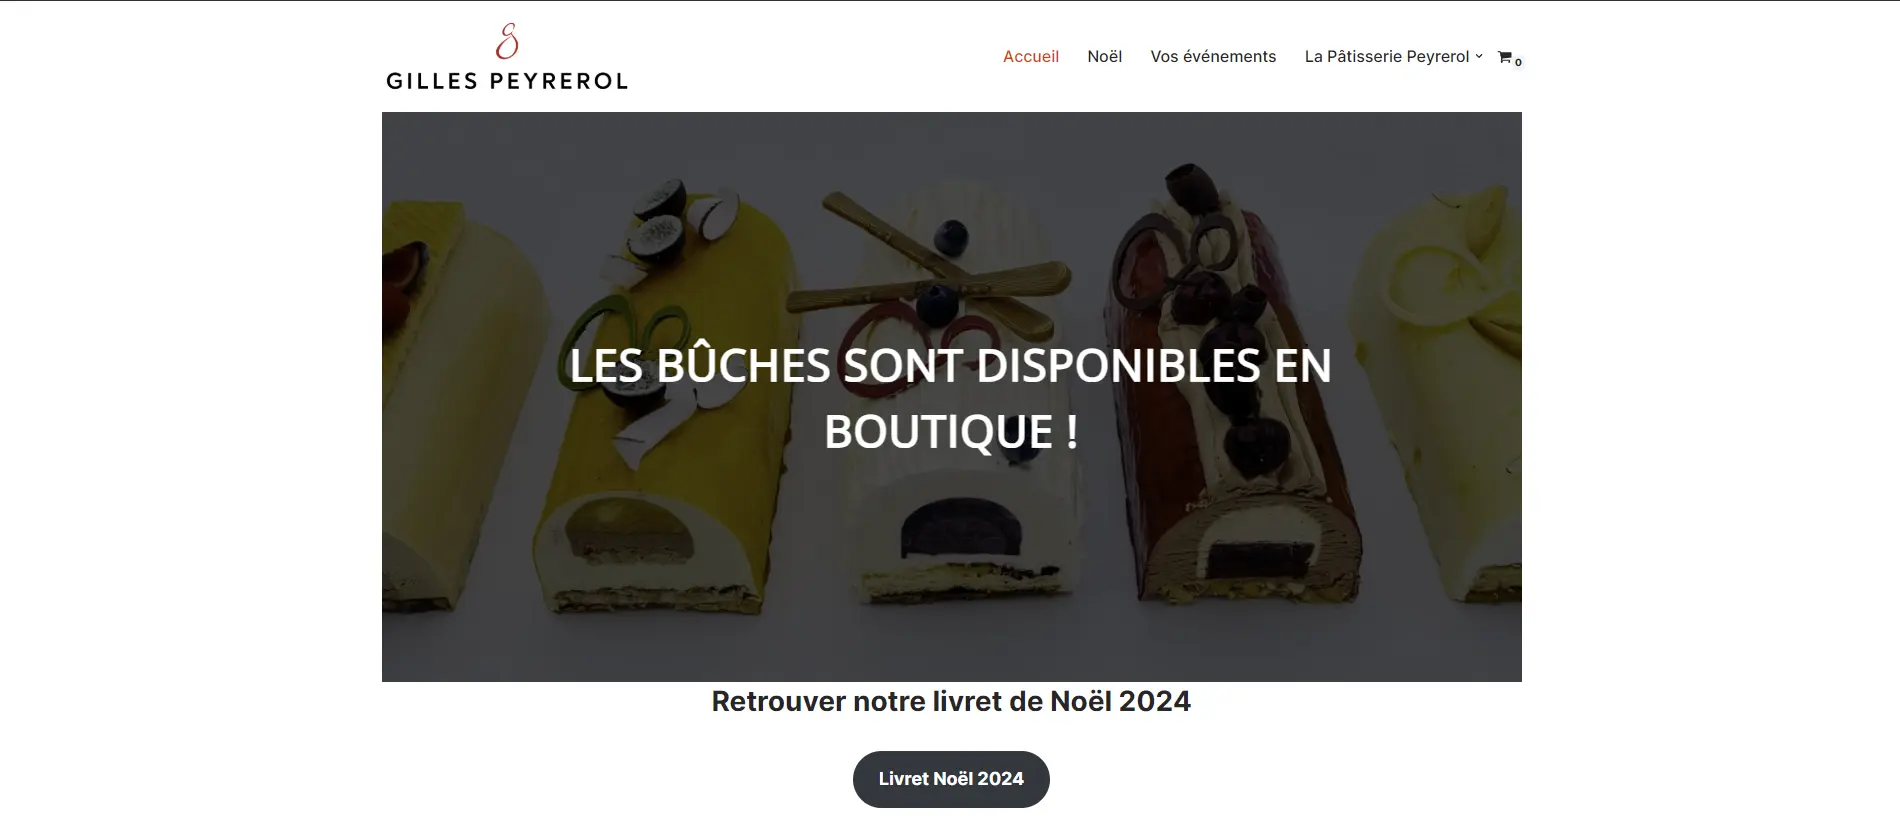 GILLES PEYREROL
Accueil
Noël
Vos événements
La Pâtisserie Peyrerol
0
LES BÛCHES SONT DISPONIBLES EN
BOUTIQUE !
Retrouver notre livret de Noël 2024
Livret Noël 2024